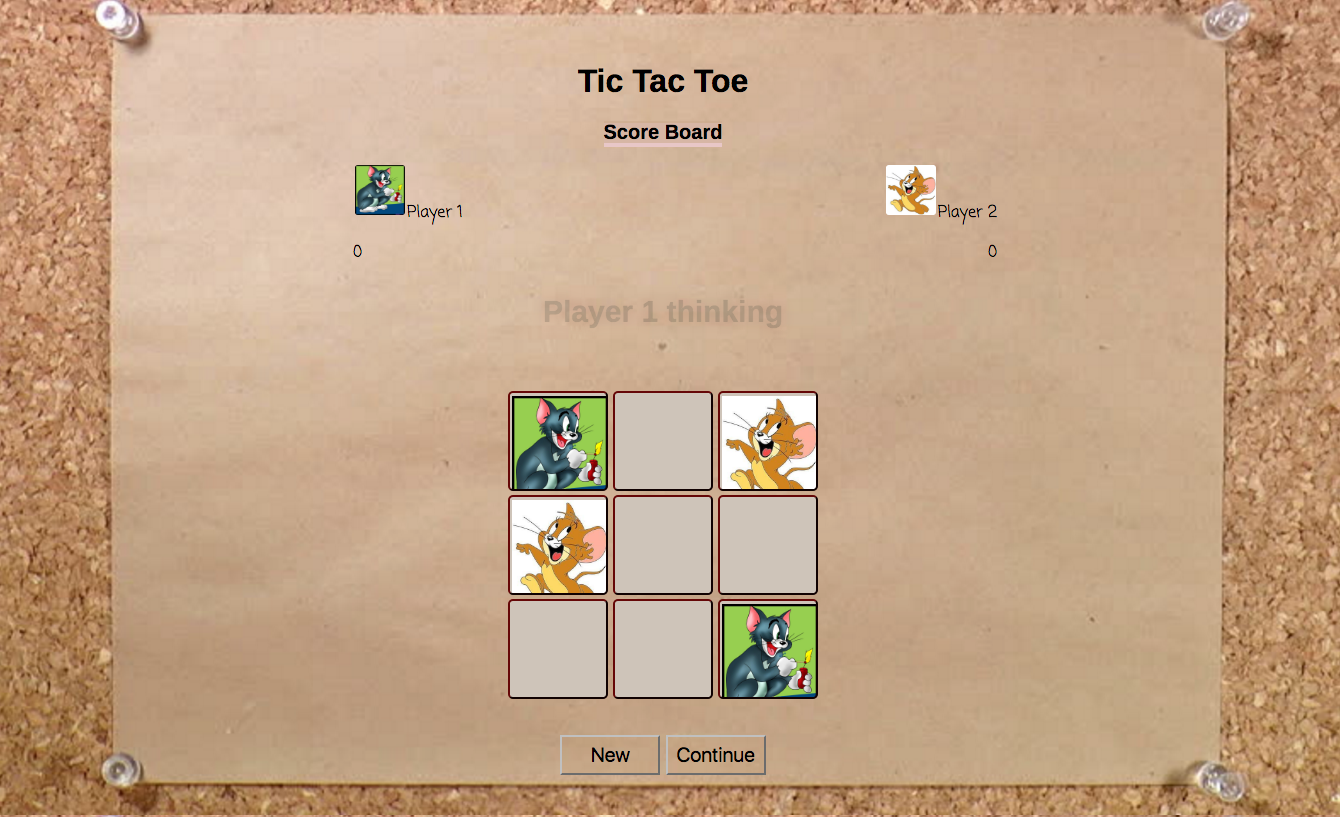 Tic Tac Toe
Score Board
Player 1 Player 2
0 0
Player 1 thinking
New Continue